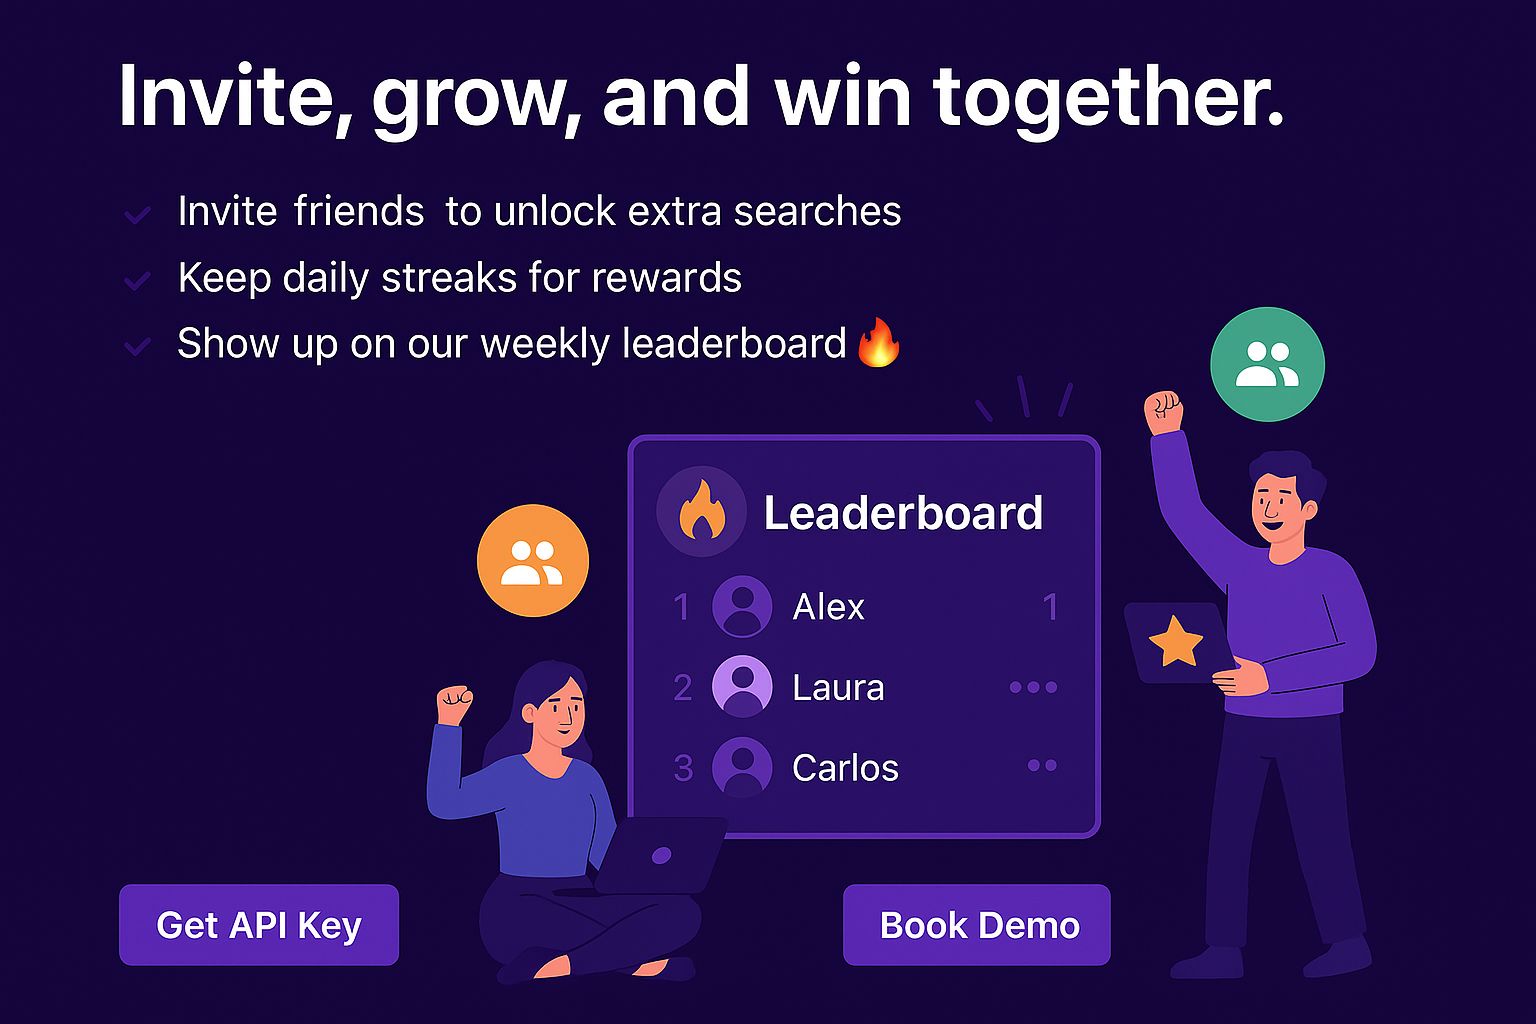 Invite, grow, and win together.
Invite friends to unlock extra searches
Keep daily streaks for rewards
Show up on our weekly leaderboard 🔥
Leaderboard
1 Alex 1
2 Laura •••
3 Carlos ••
Get API Key
Book Demo